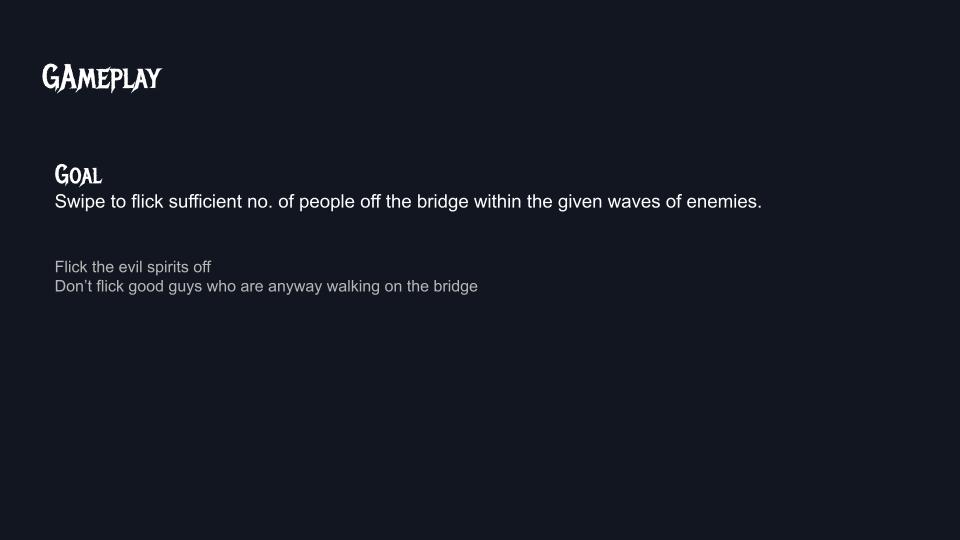 GAMEPLAY
GOAL
Swipe to flick sufficient no. of people off the bridge within the given waves of enemies.
Flick the evil spirits off
Don’t flick good guys who are anyway walking on the bridge